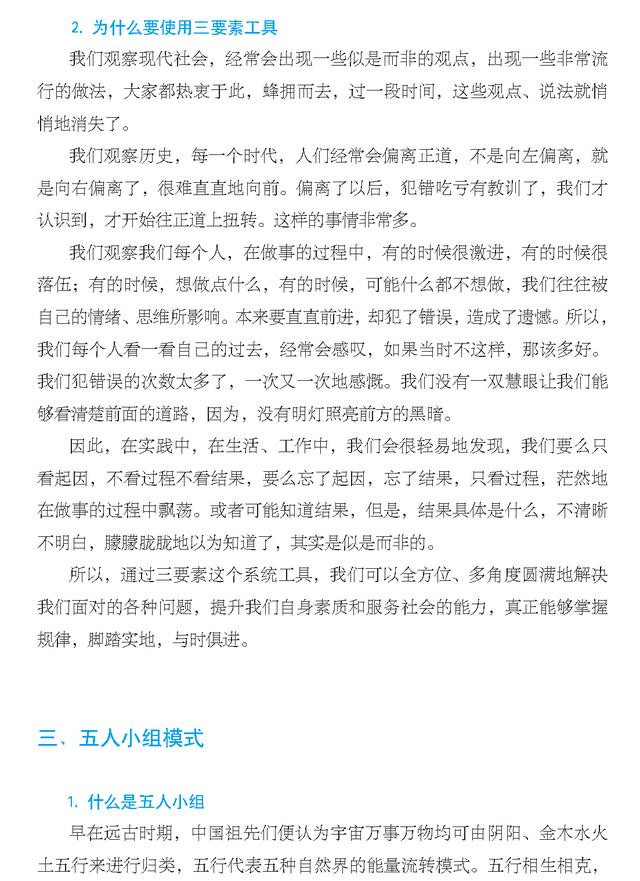 2. 为什么要使用三要素工具
我们观察现代社会，经常会出现一些似是而非的观点，出现一些非常流
行的做法，大家都热衷于此，蜂拥而去，过一段时间，这些观点、说法就悄
悄地消失了。
我们观察历史，每一个时代，人们经常会偏离正道，不是向左偏离，就
是向右偏离了，很难直直地向前。偏离了以后，犯错吃亏有教训了，我们才
认识到，才开始往正道上扭转。这样的事情非常多。
我们观察我们每个人，在做事的过程中，有的时候很激进，有的时候很
落伍；有的时候，想做点什么，有的时候，可能什么都不想做，我们往往被
自己的情绪、思维所影响。本来要直直前进，却犯了错误，造成了遗憾。所以，
我们每个人看一看自己的过去，经常会感叹，如果当时不这样，那该多好。
我们犯错误的次数太多了，一次又一次地感慨。我们没有一双慧眼让我们能
够看清楚前面的道路，因为，没有明灯照亮前方的黑暗。
因此，在实践中，在生活、工作中，我们会很轻易地发现，我们要么只
看起因，不看过程不看结果，要么忘了起因，忘了结果，只看过程，茫然地
在做事的过程中飘荡。或者可能知道结果，但是，结果具体是什么，不清晰
不明白，朦朦胧胧地以为知道了，其实是似是而非的。
所以，通过三要素这个系统工具，我们可以全方位、多角度圆满地解决
我们面对的各种问题，提升我们自身素质和服务社会的能力，真正能够掌握
规律，脚踏实地，与时俱进。
三、五人小组模式
1. 什么是五人小组
早在远古时期，中国祖先们便认为宇宙万事万物均可由阴阳、金木水火
土五行来进行归类，五行代表五种自然界的能量流转模式。五行相生相克，